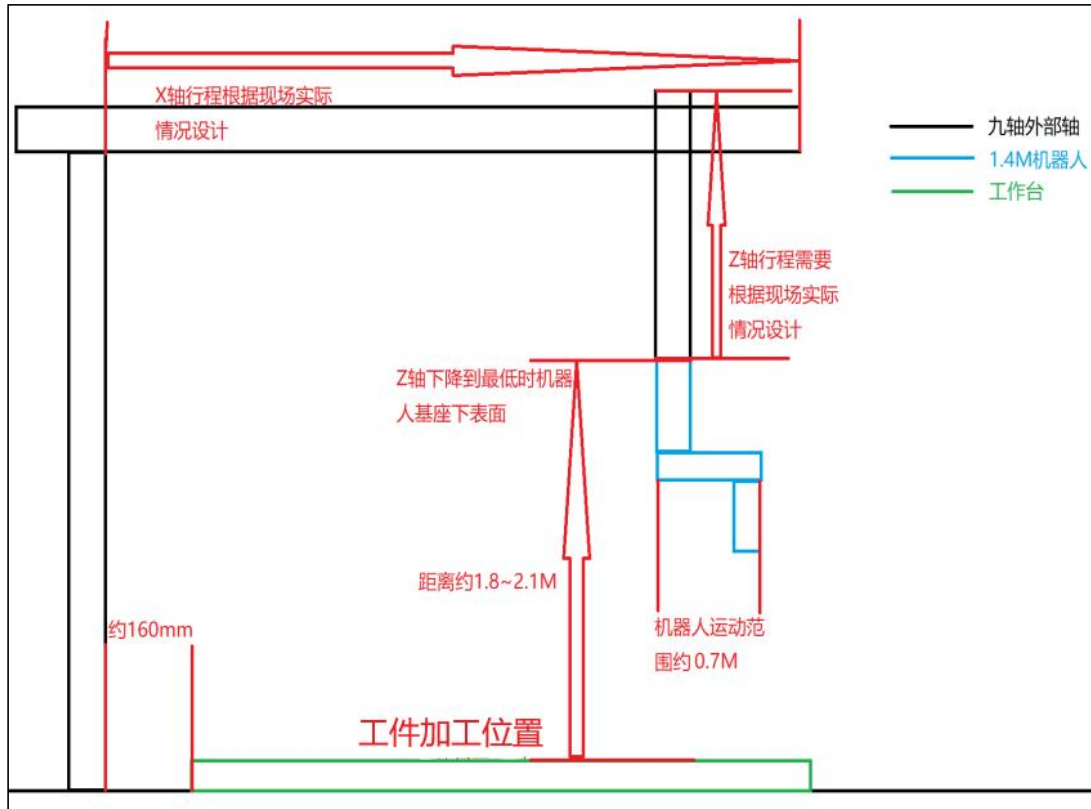 X轴行程根据现场实际
情况设计
九轴外部轴
1.4M机器人
工作台
Z轴行程需要
根据现场实际
情况设计
Z轴下降到最低时机器
人基座下表面
距离约1.8~2.1M
约160mm
机器人运动范
围约0.7M
工件加工位置